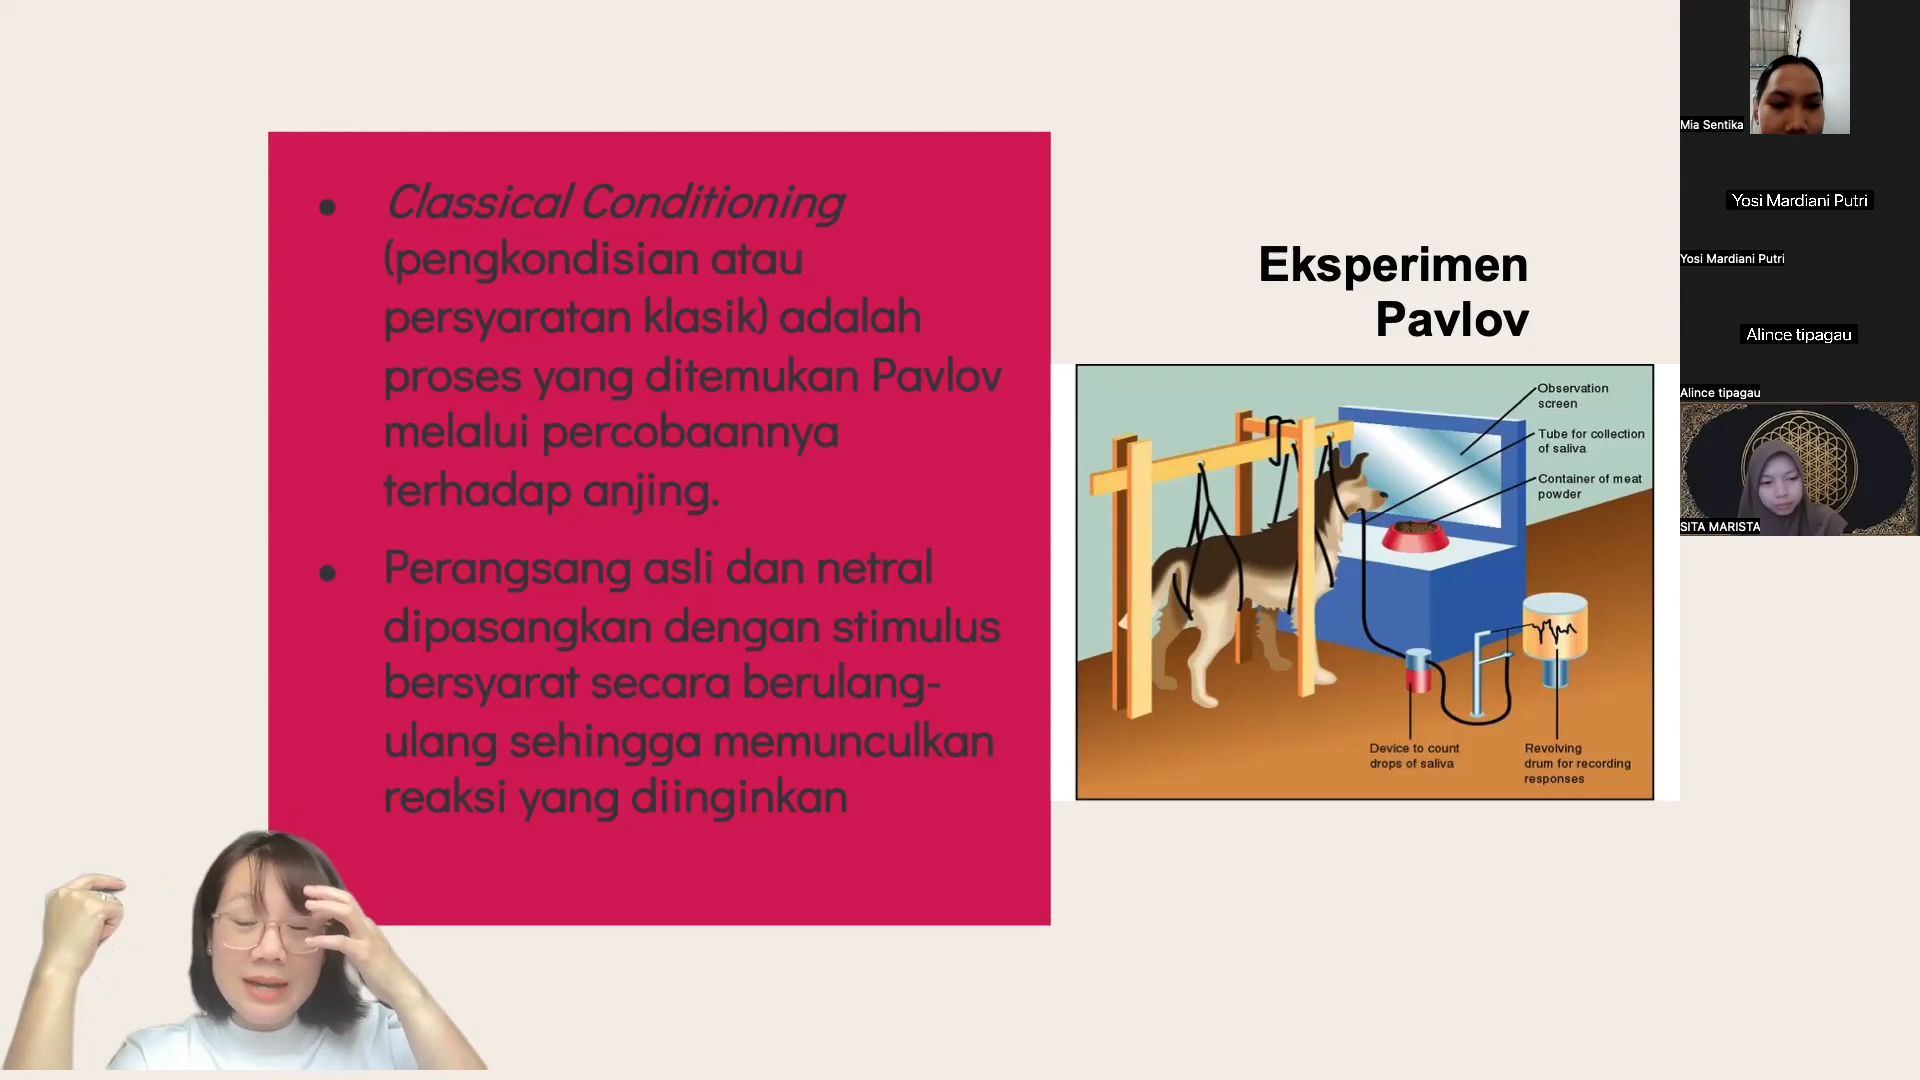 Classical Conditioning
(pengkondisian atau
persyaratan klasik) adalah
proses yang ditemukan Pavlov
melalui percobaannya
terhadap anjing.
Perangsang asli dan netral
dipasangkan dengan stimulus
bersyarat secara berulang-
ulang sehingga memunculkan
reaksi yang diinginkan
Eksperimen
Pavlov
Observation
screen
Tube for collection
of saliva
Container of meat
powder
Device to count
drops of saliva
Revolving
drum for recording
responses
Mia Sentika
Yosi Mardiani Putri
Yosi Mardiani Putri
Alince tipagau
Alince tipagau
SITA MARISTA